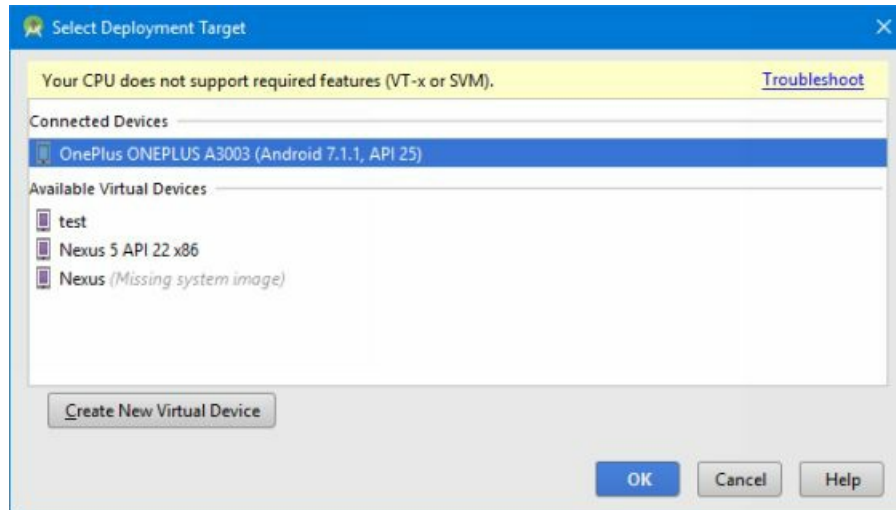 Select Deployment Target
Your CPU does not support required features (VT-x or SVM). Troubleshoot
Connected Devices
OnePlus ONEPLUS A3003 (Android 7.1.1, API 25)
Available Virtual Devices
test
Nexus 5 API 22 x86
Nexus (Missing system image)
Create New Virtual Device
OK Cancel Help